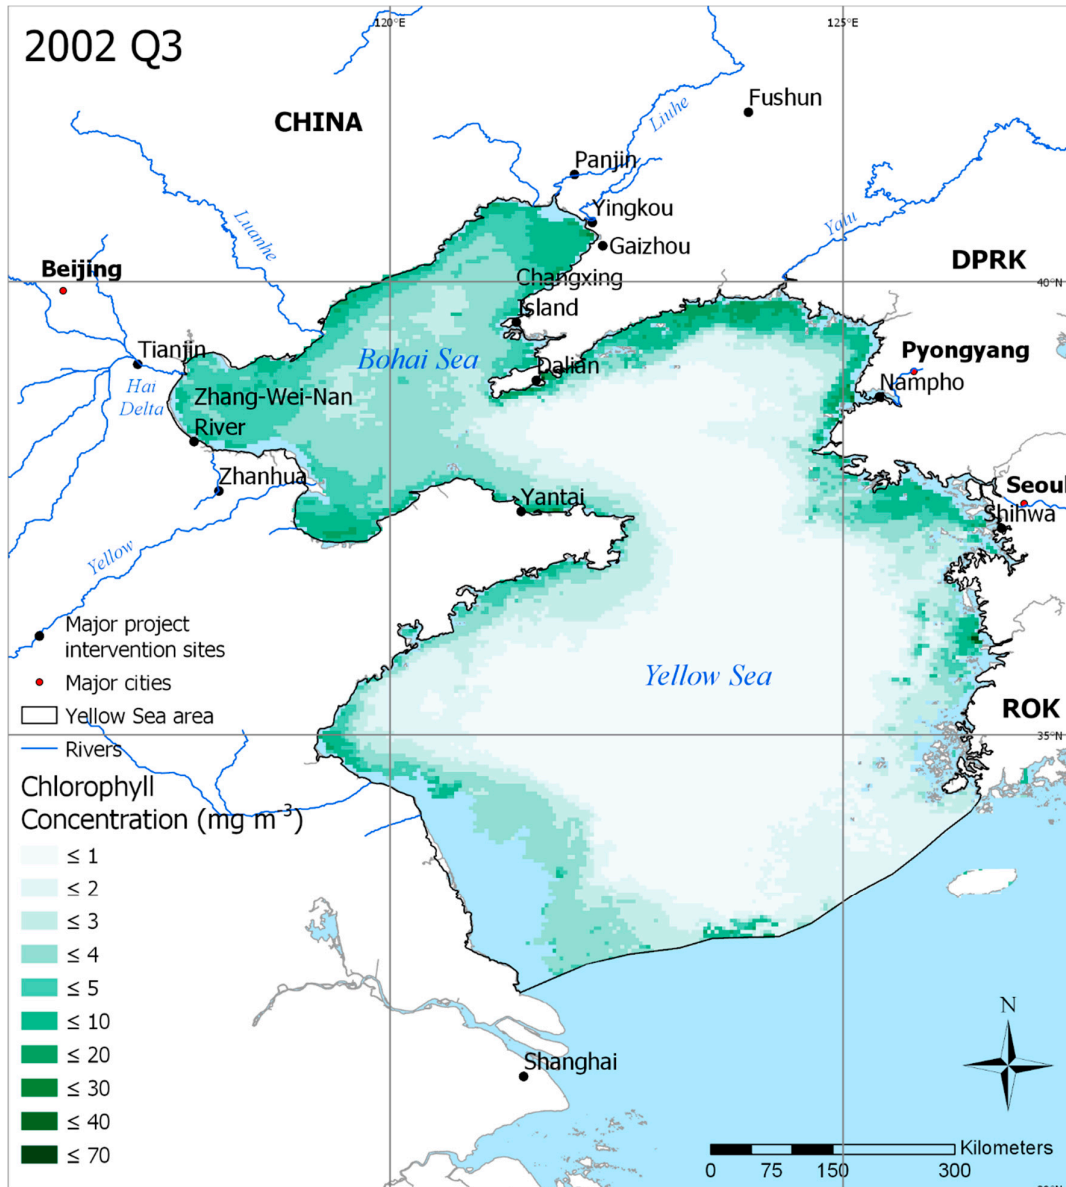 120°E
125°E
2002 Q3
Fushun
CHINA
Liuhe
Panjin
Yingkou
Luanhe
Yalu
Gaizhou
Beijing
DPRK
Changxing
Island
40°N
Tianjin
Bohai Sea
Dalian
Pyongyang
Hai
Delta
Nampho
Zhang-Wei-Nan
River
Zhanhua
Yantai
Seoul
Shihwa
Yellow
Major project
intervention sites
Yellow Sea
Major cities
Yellow Sea area
ROK
Rivers
35°N
Chlorophyll
Concentration (mg m⁻³)
≤ 1
≤ 2
≤ 3
≤ 4
≤ 5
≤ 10
≤ 20
≤ 30
≤ 40
≤ 70
N
Shanghai
Kilometers
0 75 150 300